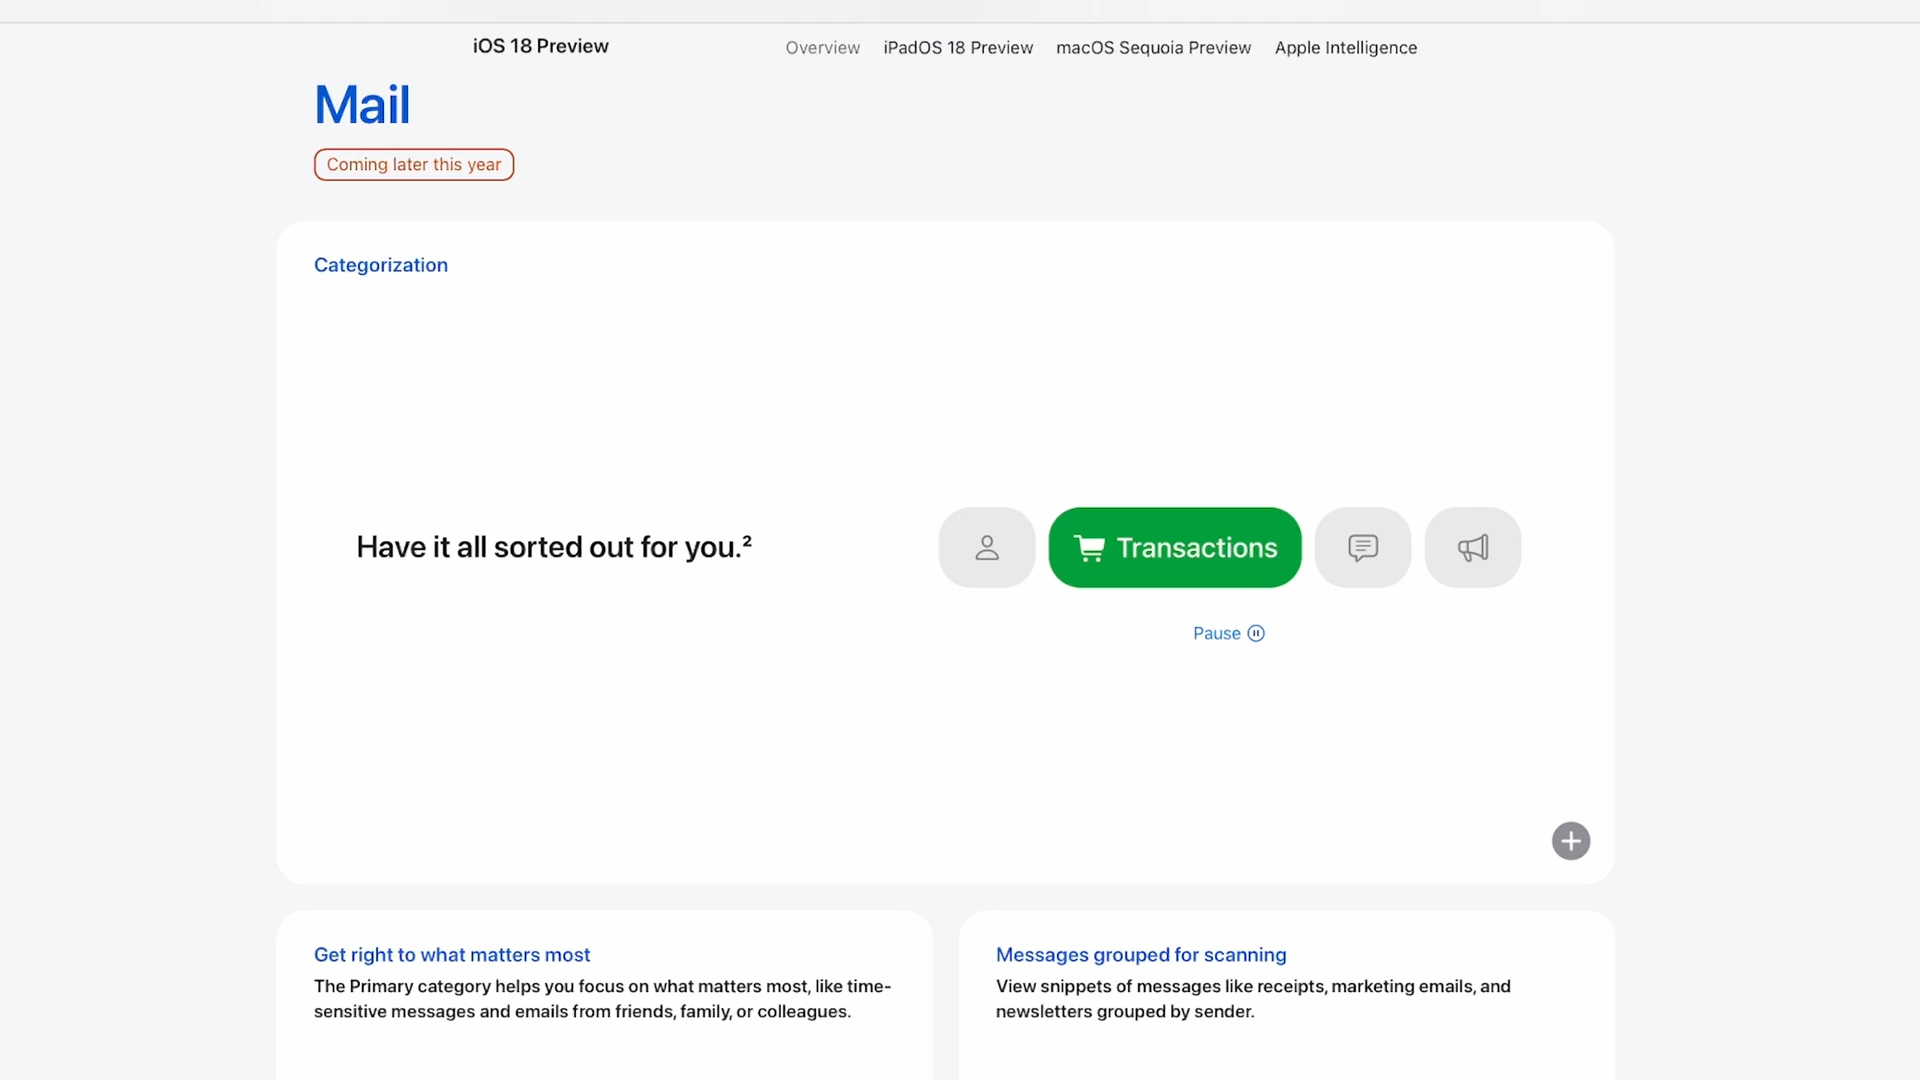 iOS 18 Preview
Overview
iPadOS 18 Preview
macOS Sequoia Preview
Apple Intelligence
Mail
Coming later this year
Categorization
Have it all sorted out for you.²
Transactions
Pause
Get right to what matters most
The Primary category helps you focus on what matters most, like time-
sensitive messages and emails from friends, family, or colleagues.
Messages grouped for scanning
View snippets of messages like receipts, marketing emails, and
newsletters grouped by sender.